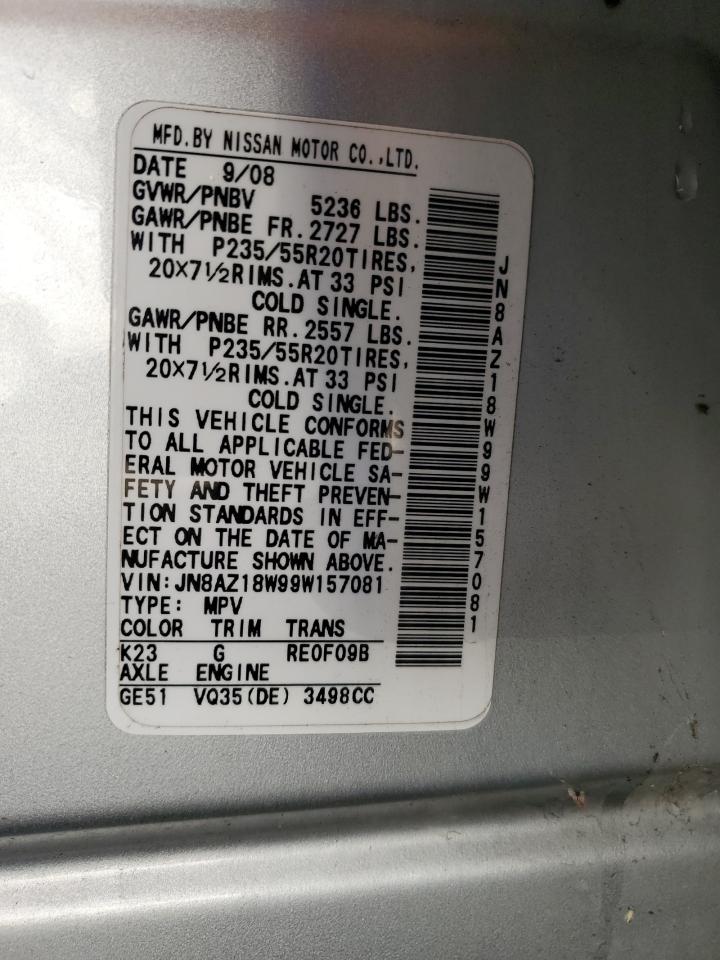 MFD.BY NISSAN MOTOR CO.,LTD.
DATE 9/08
GVWR/PNBV 5236 LBS.
GAWR/PNBE FR.2727 LBS.
WITH P235/55R20TIRES,
20X7½RIMS.AT 33 PSI
COLD SINGLE.
GAWR/PNBE RR.2557 LBS.
WITH P235/55R20TIRES,
20X7½RIMS.AT 33 PSI
COLD SINGLE.
THIS VEHICLE CONFORMS
TO ALL APPLICABLE FED-
ERAL MOTOR VEHICLE SA-
FETY AND THEFT PREVEN-
TION STANDARDS IN EFF-
ECT ON THE DATE OF MA-
NUFACTURE SHOWN ABOVE.
VIN:JN8AZ18W99W157081
TYPE: MPV
COLOR TRIM TRANS
K23 G RE0F09B
AXLE ENGINE
GE51 VQ35(DE) 3498CC
JN8AZ18W99W157081